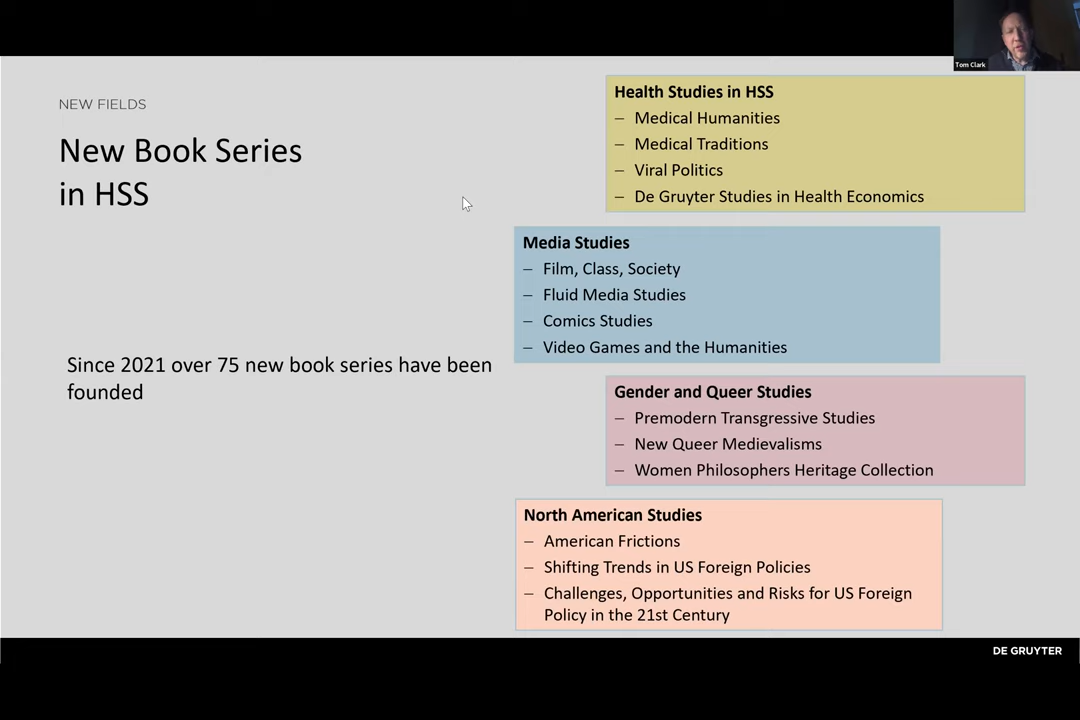 Tom Clark
NEW FIELDS
New Book Series
in HSS
Since 2021 over 75 new book series have been
founded
Health Studies in HSS
– Medical Humanities
– Medical Traditions
– Viral Politics
– De Gruyter Studies in Health Economics
Media Studies
– Film, Class, Society
– Fluid Media Studies
– Comics Studies
– Video Games and the Humanities
Gender and Queer Studies
– Premodern Transgressive Studies
– New Queer Medievalisms
– Women Philosophers Heritage Collection
North American Studies
– American Frictions
– Shifting Trends in US Foreign Policies
– Challenges, Opportunities and Risks for US Foreign
Policy in the 21st Century
DE GRUYTER